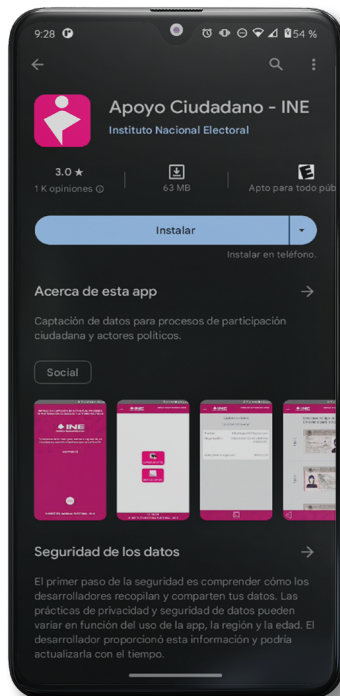 9:28
54 %
Apoyo Ciudadano - INE
Instituto Nacional Electoral
3.0 ★
1 K opiniones
63 MB
Apto para todo púb
Instalar
Instalar en teléfono.
Acerca de esta app
Captación de datos para procesos de participación
ciudadana y actores políticos.
Social
INE
INE
INE
Seguridad de los datos
El primer paso de la seguridad es comprender cómo los
desarrolladores recopilan y comparten tus datos. Las
prácticas de privacidad y seguridad de datos pueden
variar en función del uso de la app, la región y la edad. El
desarrollador proporcionó esta información y podría
actualizarla con el tiempo.